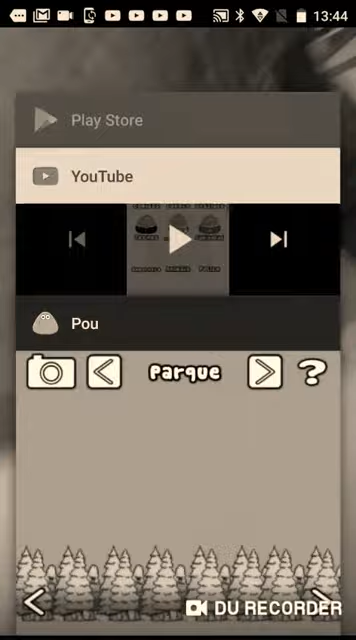 13:44
Play Store
YouTube
Pou
Parque
?
DU RECORDER